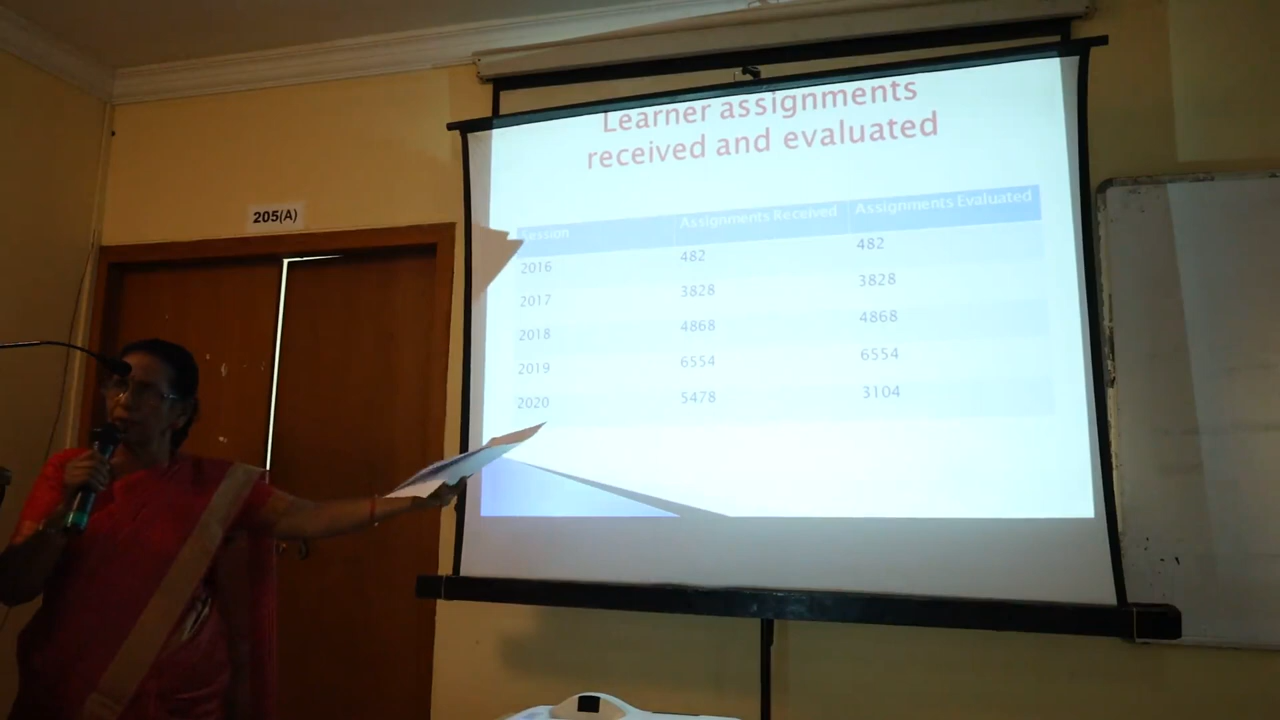 205(A)
Learner assignments
received and evaluated
Session Assignments Received Assignments Evaluated
2016 482 482
2017 3828 3828
2018 4868 4868
2019 6554 6554
2020 5478 3104